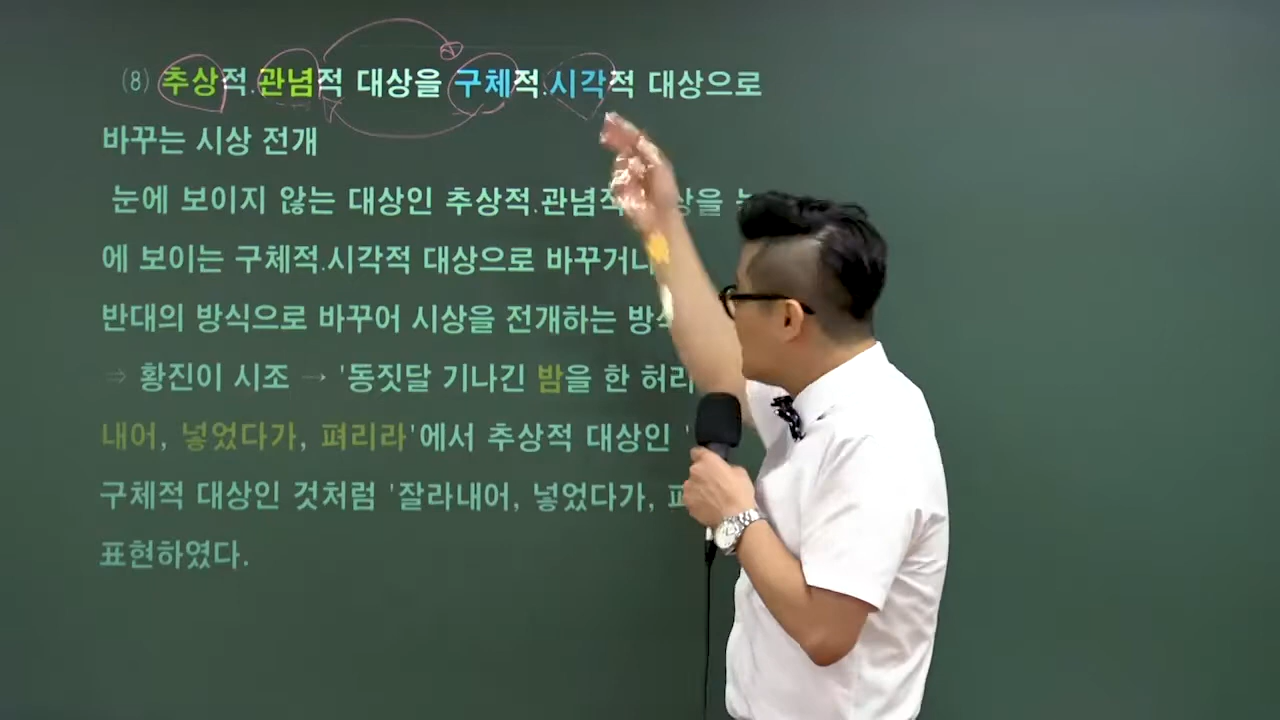 (8) 추상적.관념적 대상을 구체적.시각적 대상으로
바꾸는 시상 전개
눈에 보이지 않는 대상인 추상적.관념적
에 보이는 구체적.시각적 대상으로 바꾸거나
반대의 방식으로 바꾸어 시상을 전개하는
⇒ 황진이 시조 → '동짓달 기나긴 밤을 한 허리
내어, 넣었다가, 펴리라'에서 추상적 대상인 '
구체적 대상인 것처럼 '잘라내어, 넣었다가,
표현하였다.